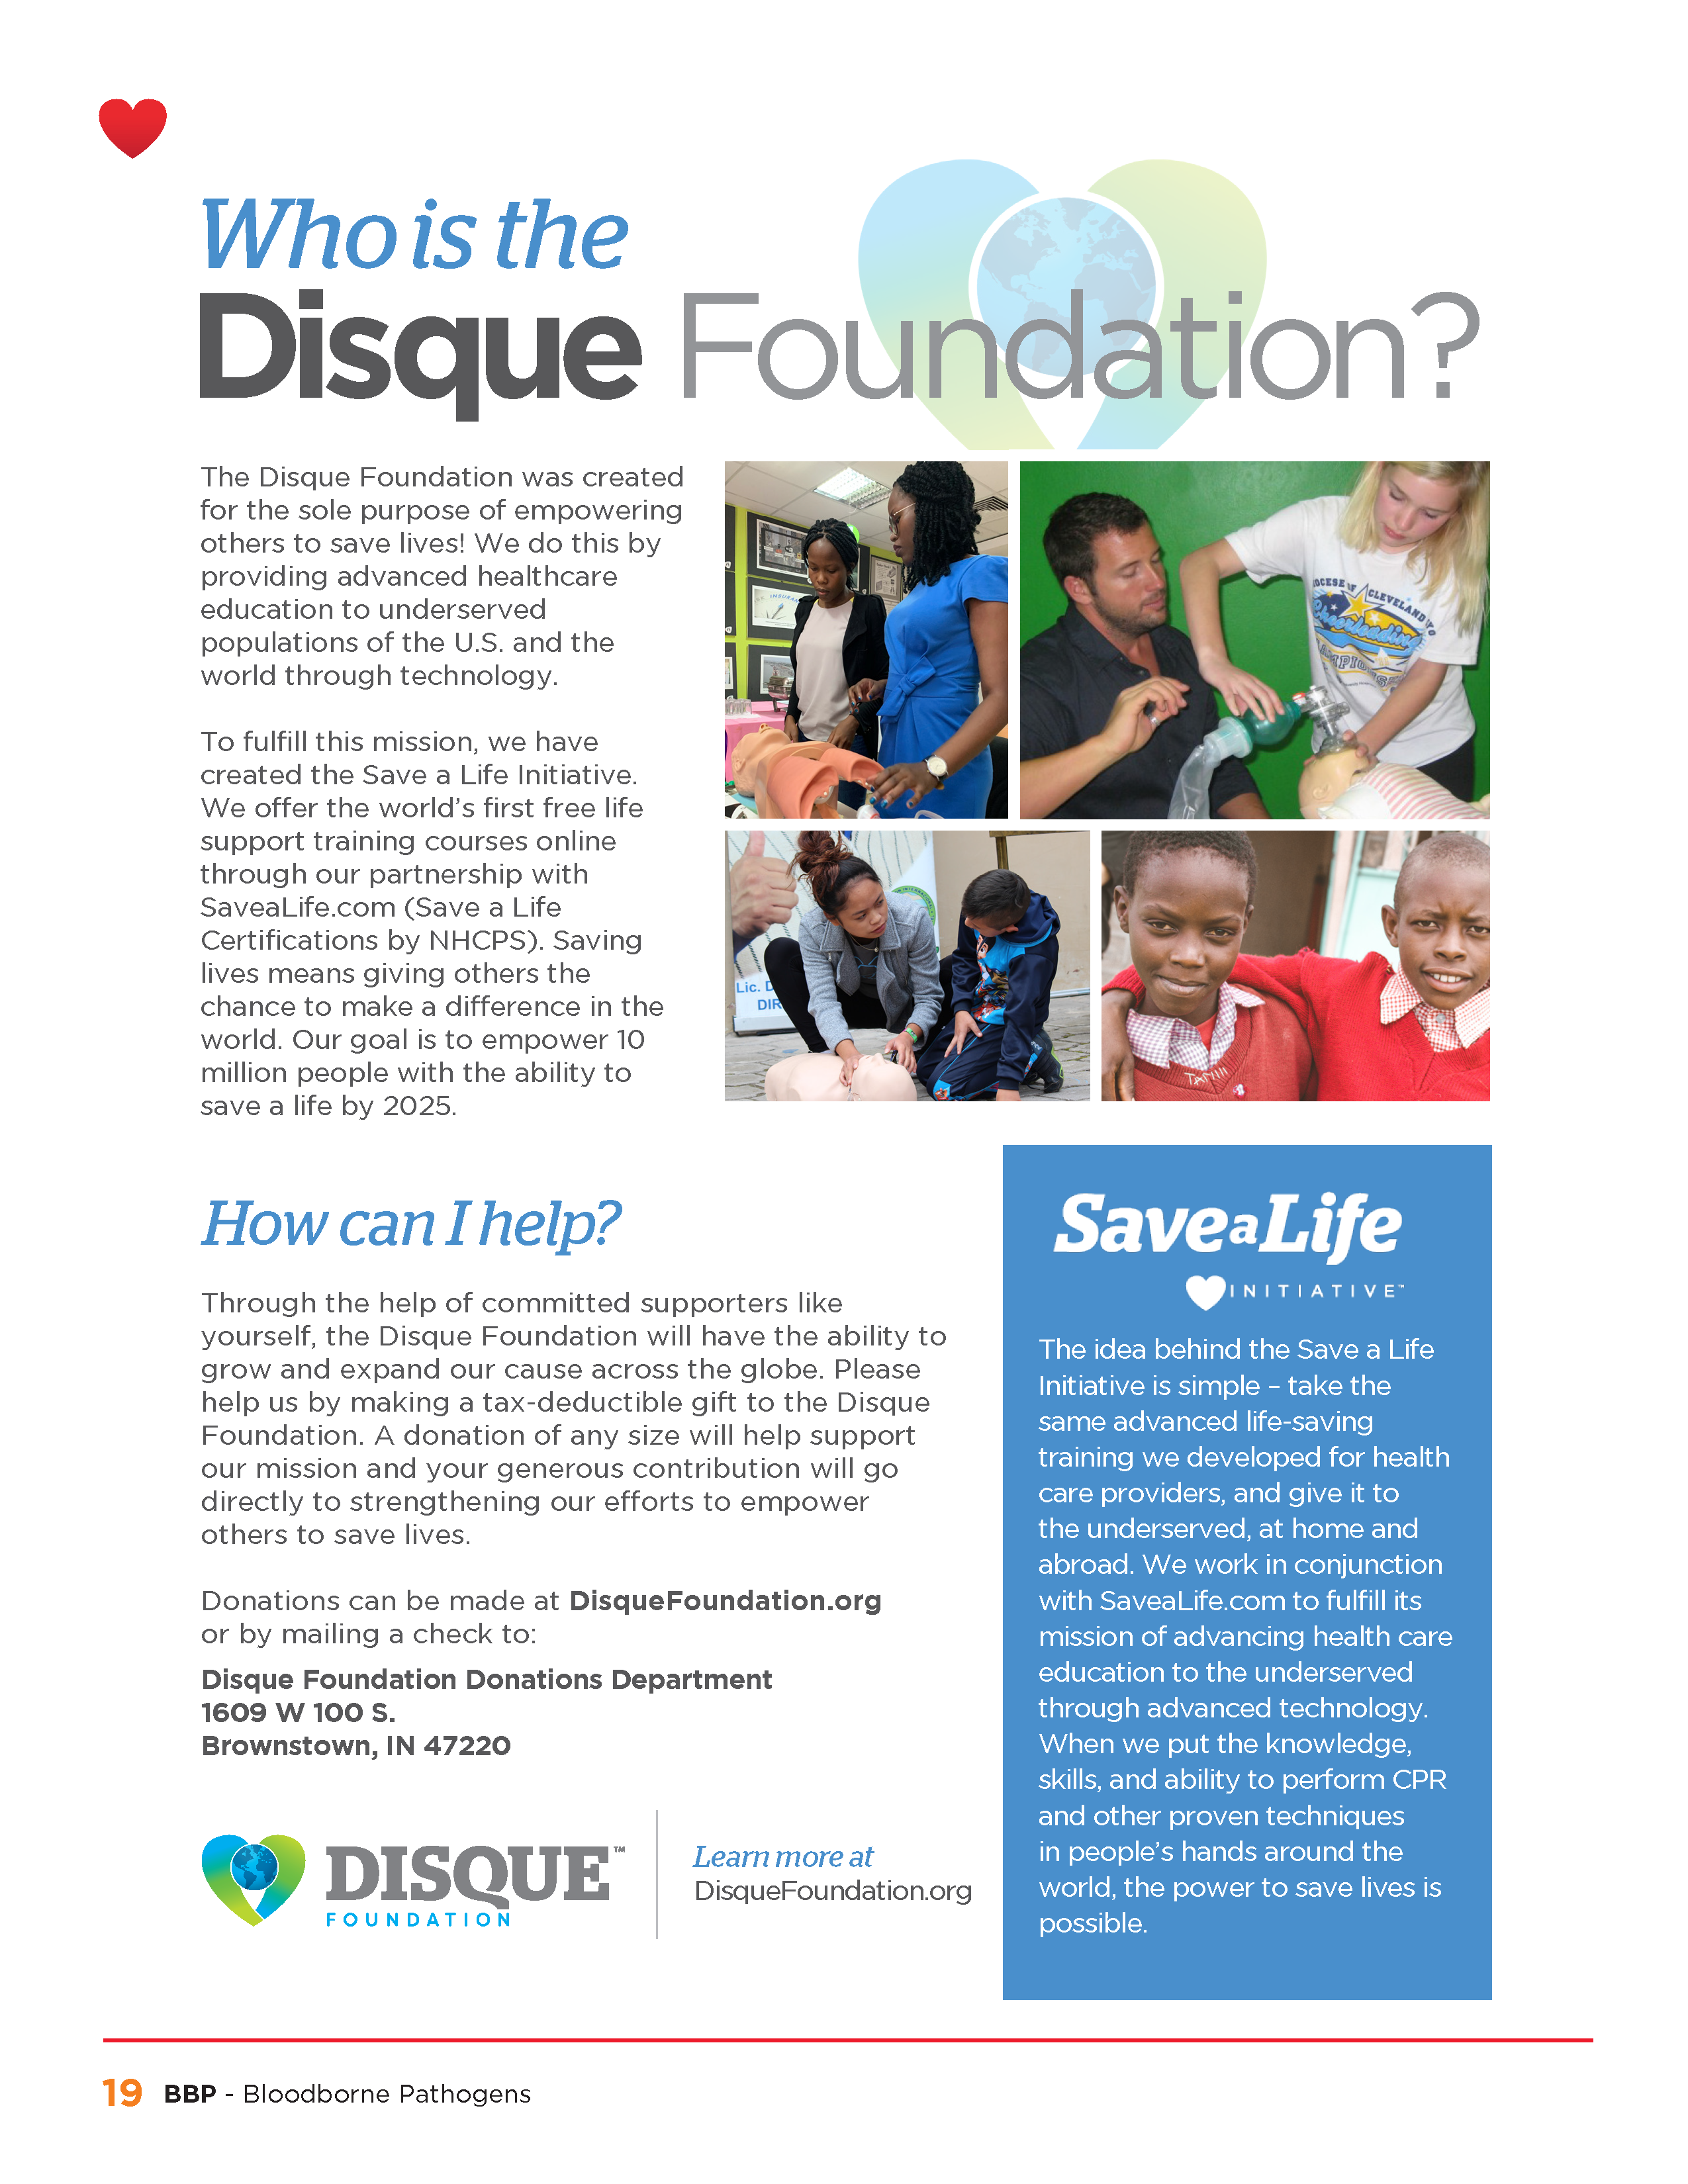 Who is the
Disque Foundation?
The Disque Foundation was created
for the sole purpose of empowering
others to save lives! We do this by
providing advanced healthcare
education to underserved
populations of the U.S. and the
world through technology.
To fulfill this mission, we have
created the Save a Life Initiative.
We offer the world’s first free life
support training courses online
through our partnership with
SaveaLife.com (Save a Life
Certifications by NHCPS). Saving
lives means giving others the
chance to make a difference in the
world. Our goal is to empower 10
million people with the ability to
save a life by 2025.
INSURAN
OCESE OF CLEVELAND
Cheerleading
Lic. D
DIR
How can I help?
Through the help of committed supporters like
yourself, the Disque Foundation will have the ability to
grow and expand our cause across the globe. Please
help us by making a tax-deductible gift to the Disque
Foundation. A donation of any size will help support
our mission and your generous contribution will go
directly to strengthening our efforts to empower
others to save lives.
Donations can be made at DisqueFoundation.org
or by mailing a check to:
Disque Foundation Donations Department
1609 W 100 S.
Brownstown, IN 47220
DISQUE™
FOUNDATION
Learn more at
DisqueFoundation.org
SaveaLife
INITIATIVE™
The idea behind the Save a Life
Initiative is simple – take the
same advanced life-saving
training we developed for health
care providers, and give it to
the underserved, at home and
abroad. We work in conjunction
with SaveaLife.com to fulfill its
mission of advancing health care
education to the underserved
through advanced technology.
When we put the knowledge,
skills, and ability to perform CPR
and other proven techniques
in people’s hands around the
world, the power to save lives is
possible.
19 BBP - Bloodborne Pathogens